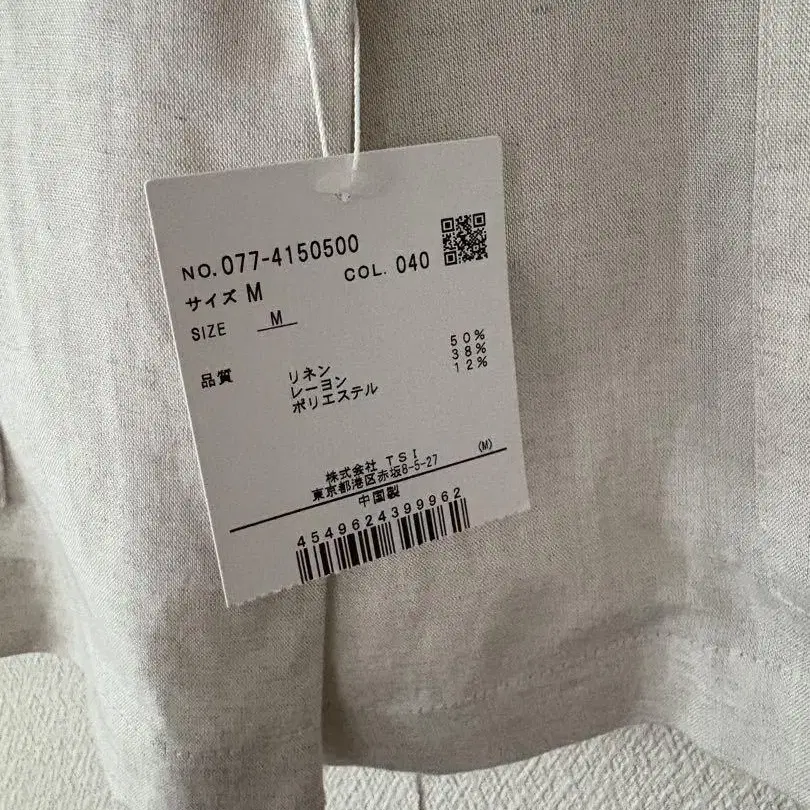 NO. 077-4150500
COL. 040
サイズ M
SIZE M
品質 リネン 50%
レーヨン 38%
ポリエステル 12%
株式会社 TSI
東京都港区赤坂8-5-27 (M)
中国製
4549624399962